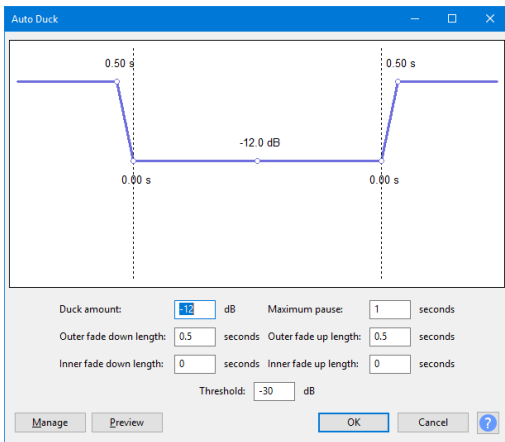 Auto Duck
0.50 s 0.50 s
-12.0 dB
0.00 s 0.00 s
Duck amount: -12 dB Maximum pause: 1 seconds
Outer fade down length: 0.5 seconds Outer fade up length: 0.5 seconds
Inner fade down length: 0 seconds Inner fade up length: 0 seconds
Threshold: -30 dB
Manage Preview OK Cancel ?